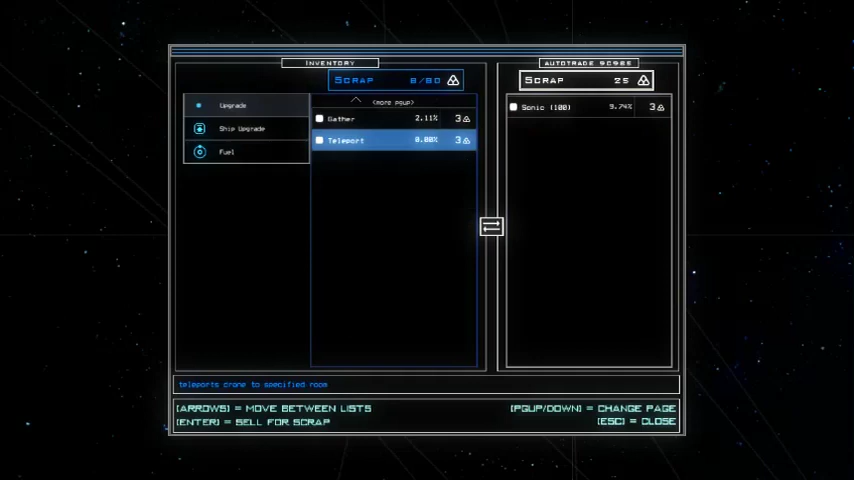 INVENTORY
SCRAP 8/80
Upgrade
Ship Upgrade
Fuel
(more pgup)
Gather 2.11% 3
Teleport 0.00% 3
SCRAP 25
Sonic (100) 9.74% 3
teleports drone to specified room
[ARROWS] = MOVE BETWEEN LISTS
[ENTER] = SELL FOR SCRAP
[PGUP/DOWN] = CHANGE PAGE
[ESC] = CLOSE